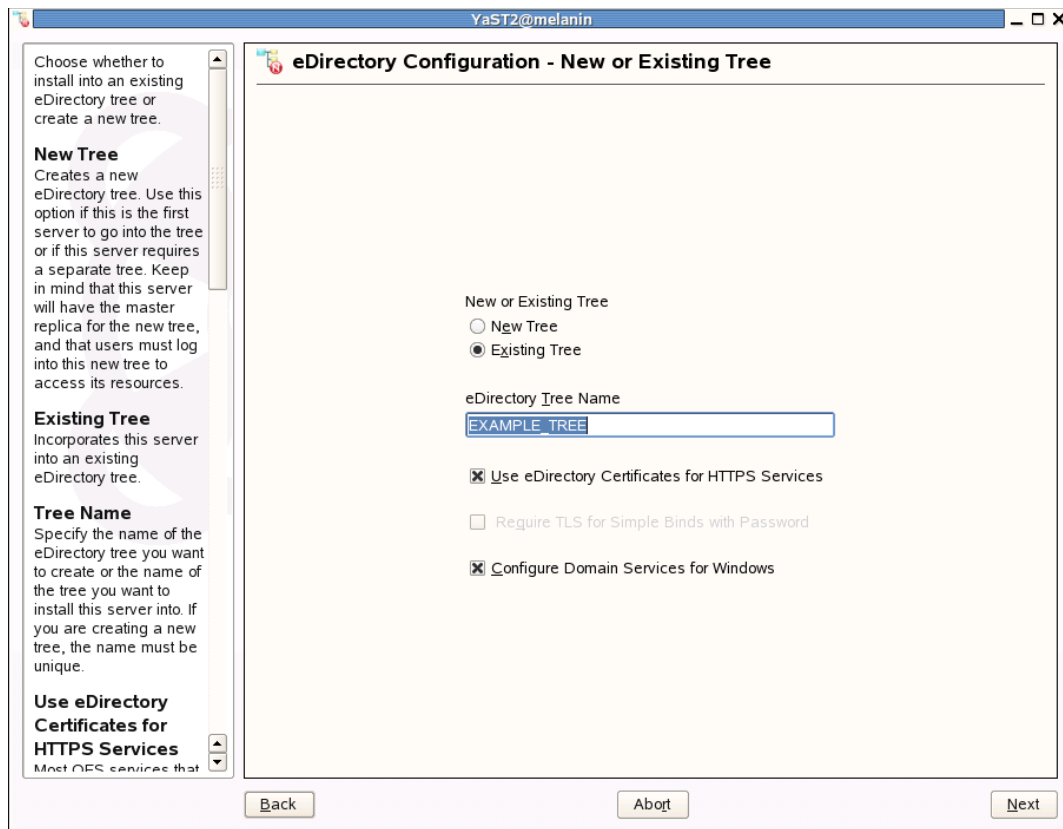 YaST2@melanin
Choose whether to
install into an existing
eDirectory tree or
create a new tree.
New Tree
Creates a new
eDirectory tree. Use this
option if this is the first
server to go into the tree
or if this server requires
a separate tree. Keep
in mind that this server
will have the master
replica for the new tree,
and that users must log
into this new tree to
access its resources.
Existing Tree
Incorporates this server
into an existing
eDirectory tree.
Tree Name
Specify the name of the
eDirectory tree you want
to create or the name of
the tree you want to
install this server into. If
you are creating a new
tree, the name must be
unique.
Use eDirectory
Certificates for
HTTPS Services
Most OES services that
eDirectory Configuration - New or Existing Tree
New or Existing Tree
New Tree
Existing Tree
eDirectory Tree Name
EXAMPLE_TREE
Use eDirectory Certificates for HTTPS Services
Require TLS for Simple Binds with Password
Configure Domain Services for Windows
Back
Abort
Next